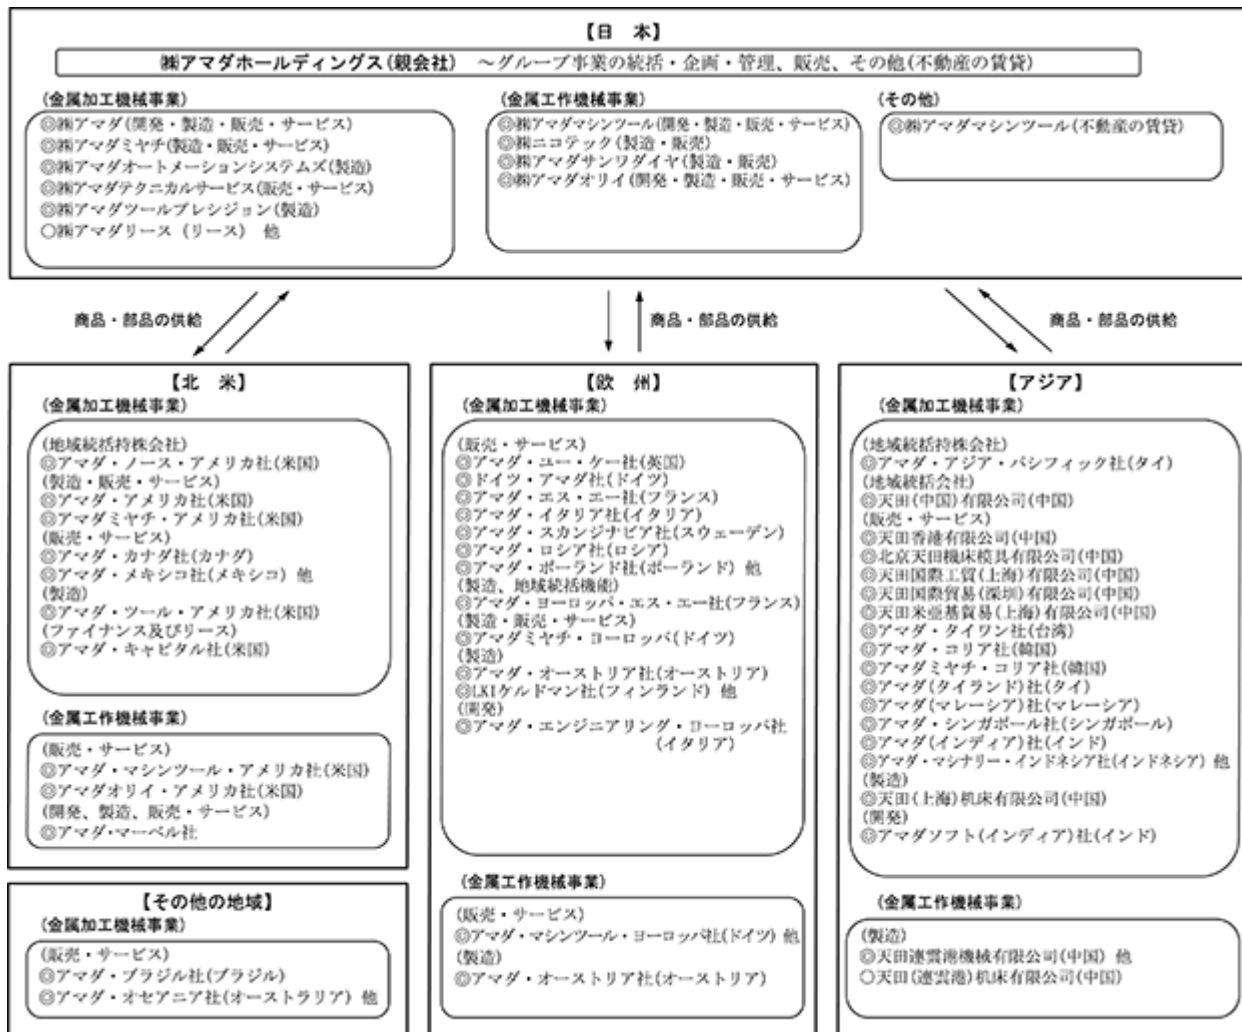 【日　本】
㈱アマダホールディングス(親会社)　～グループ事業の統括・企画・管理、販売、その他(不動産の賃貸)
(金属加工機械事業)
◎㈱アマダ(開発・製造・販売・サービス)
◎㈱アマダミヤチ(製造・販売・サービス)
◎㈱アマダオートメーションシステムズ(製造)
◎㈱アマダテクニカルサービス(販売・サービス)
◎㈱アマダツールプレシジョン(製造)
○㈱アマダリース（リース）　他
(金属工作機械事業)
◎㈱アマダマシンツール(開発・製造・販売・サービス)
◎㈱ニコテック(製造・販売)
◎㈱アマダサンワダイヤ(製造・販売)
◎㈱アマダオリイ(開発・製造・販売・サービス)
(その他)
◎㈱アマダマシンツール(不動産の賃貸)
商品・部品の供給
商品・部品の供給
商品・部品の供給
【北　米】
(金属加工機械事業)
(地域統括持株会社)
◎アマダ・ノース・アメリカ社(米国)
(製造・販売・サービス)
◎アマダ・アメリカ社(米国)
◎アマダミヤチ・アメリカ社(米国)
(販売・サービス)
◎アマダ・カナダ社(カナダ)
◎アマダ・メキシコ社(メキシコ) 他
(製造)
◎アマダ・ツール・アメリカ社(米国)
(ファイナンス及びリース)
◎アマダ・キャピタル社(米国)
(金属工作機械事業)
(販売・サービス)
◎アマダ・マシンツール・アメリカ社(米国)
◎アマダオリイ・アメリカ社(米国)
(開発、製造、販売・サービス)
◎アマダ・マーベル社
【その他の地域】
(金属加工機械事業)
(販売・サービス)
◎アマダ・ブラジル社(ブラジル)
◎アマダ・オセアニア社(オーストラリア) 他
【欧　州】
(金属加工機械事業)
(販売・サービス)
◎アマダ・ユー・ケー社(英国)
◎ドイツ・アマダ社(ドイツ)
◎アマダ・エス・エー社(フランス)
◎アマダ・イタリア社(イタリア)
◎アマダ・スカンジナビア社(スウェーデン)
◎アマダ・ロシア社(ロシア)
◎アマダ・ポーランド社(ポーランド) 他
(製造、地域統括機能)
◎アマダ・ヨーロッパ・エス・エー社(フランス)
(製造・販売・サービス)
◎アマダミヤチ・ヨーロッパ(ドイツ)
(製造)
◎アマダ・オーストリア社(オーストリア)
◎LKIケルドマン社(フィンランド) 他
(開発)
◎アマダ・エンジニアリング・ヨーロッパ社
(イタリア)
(金属工作機械事業)
(販売・サービス)
◎アマダ・マシンツール・ヨーロッパ社(ドイツ) 他
(製造)
◎アマダ・オーストリア社(オーストリア)
【アジア】
(金属加工機械事業)
(地域統括持株会社)
◎アマダ・アジア・パシフィック社(タイ)
(地域統括会社)
◎天田(中国)有限公司(中国)
(販売・サービス)
◎天田香港有限公司(中国)
◎北京天田機床模具有限公司(中国)
◎天田国際工貿(上海)有限公司(中国)
◎天田国際貿易(深圳)有限公司(中国)
◎天田米亜基貿易(上海)有限公司(中国)
◎アマダ・タイワン社(台湾)
◎アマダ・コリア社(韓国)
◎アマダミヤチ・コリア社(韓国)
◎アマダ(タイランド)社(タイ)
◎アマダ(マレーシア)社(マレーシア)
◎アマダ・シンガポール社(シンガポール)
◎アマダ(インディア)社(インド)
◎アマダ・マシナリー・インドネシア社(インドネシア) 他
(製造)
◎天田(上海)机床有限公司(中国)
(開発)
◎アマダソフト(インディア)社(インド)
(金属工作機械事業)
(製造)
◎天田連雲港機械有限公司(中国) 他
○天田(連雲港)机床有限公司(中国)